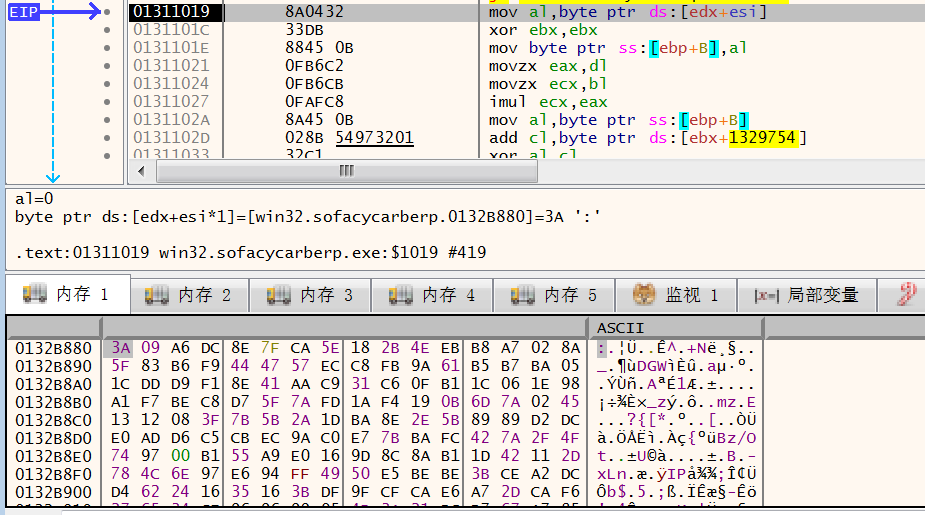 EIP
01311019 8A0432 mov al,byte ptr ds:[edx+esi]
0131101C 33DB xor ebx,ebx
0131101E 8845 0B mov byte ptr ss:[ebp+B],al
01311021 0FB6C2 movzx eax,dl
01311024 0FB6CB movzx ecx,bl
01311027 0FAFC8 imul ecx,eax
0131102A 8A45 0B mov al,byte ptr ss:[ebp+B]
0131102D 028B 54973201 add cl,byte ptr ds:[ebx+1329754]
01311033 32C1 xor al,cl
al=0
byte ptr ds:[edx+esi*1]=[win32.sofacycarberp.0132B880]=3A ':'
.text:01311019 win32.sofacycarberp.exe:$1019 #419
内存 1 内存 2 内存 3 内存 4 内存 5 监视 1 |x=| 局部变量
ASCII
0132B880 3A 09 A6 DC 8E 7F CA 5E 18 2B 4E EB B8 A7 02 8A :.¦Ü..Ê^.+Në¸§..
0132B890 5F 83 B6 F9 44 47 57 EC C8 FB 9A 61 B5 B7 BA 05 _.¶ùDGWìÈû.aµ·º.
0132B8A0 1C DD D9 F1 8E 41 AA C9 31 C6 0F B1 1C 06 1E 98 .ÝÙñ.AªÉ1Æ.±....
0132B8B0 A1 F7 BE C8 D7 5F 7A FD 1A F4 19 0B 6D 7A 02 45 ¡÷¾È×_zý.ô..mz.E
0132B8C0 13 12 08 3F 7B 5B 2A 1D BA 8E 2E 5B 89 89 D2 DC ...?{[*.º..[..ÒÜ
0132B8D0 E0 AD D6 C5 CB EC 9A C0 E7 7B BA FC 42 7A 2F 4F à.ÖÅËì.Àç{ºüBz/O
0132B8E0 74 97 00 B1 55 A9 E0 16 9D 8C 8A B1 1D 42 11 2D t..±U©à....±.B.-
0132B8F0 78 4C 6E 97 E6 94 FF 49 50 E5 BE BE 3B CE A2 DC xLn.æ.ÿIPå¾¾;Î¢Ü
0132B900 D4 62 24 16 35 16 3B DF 9F CF CA E6 A7 2D CA F6 Ôb$.5.;ß.ÏÊæ§-Êö